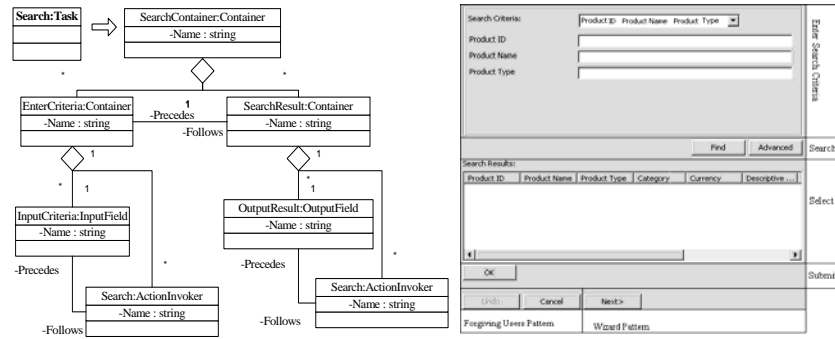 Search:Task
SearchContainer:Container
-Name : string
*
*
EnterCriteria:Container
-Name : string
1
-Precedes
-Follows
SearchResult:Container
-Name : string
1
*
1
*
InputCriteria:InputField
-Name : string
-Precedes
-Follows
Search:ActionInvoker
-Name : string
1
*
1
*
OutputResult:OutputField
-Name : string
-Precedes
-Follows
Search:ActionInvoker
-Name : string
Search Criteria:
Product ID Product Name Product Type
Product ID
Product Name
Product Type
Enter Search Criteria
Find
Advanced
Search
Search Results:
Product ID
Product Name
Product Type
Category
Currency
Descriptive ...
Select
OK
Submit
Undo
Cancel
Next>
Forgiving Users Pattern
Wizard Pattern